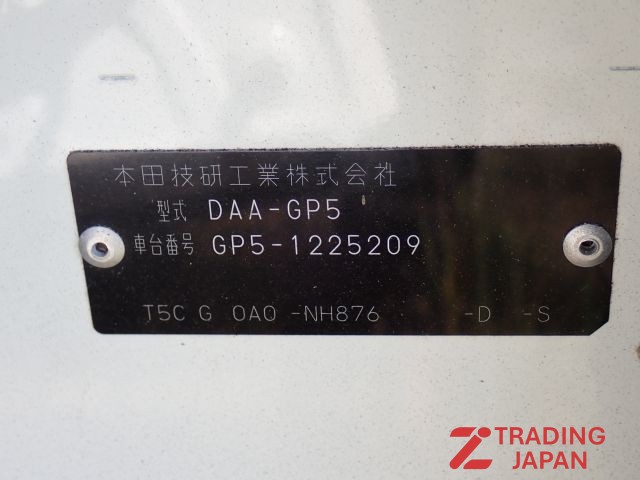 本田技研工業株式会社
型式 DAA-GP5
車台番号 GP5-1225209
T5C G 0A0 -NH876 -D -S
TRADING
JAPAN